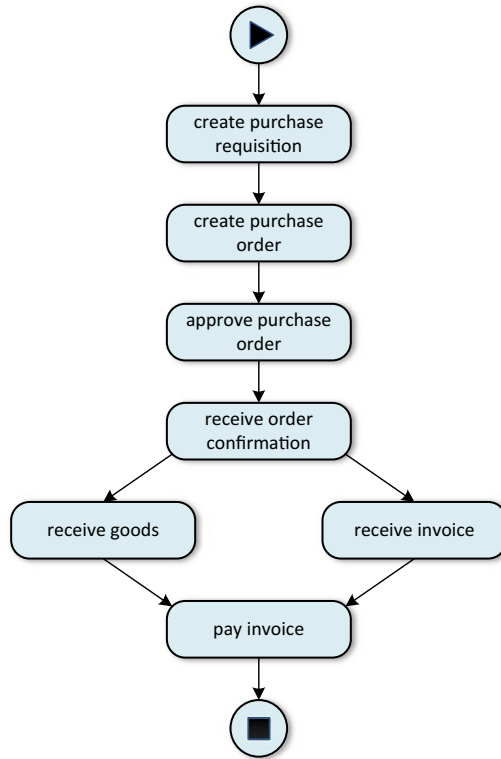 create purchase
requisition
create purchase
order
approve purchase
order
receive order
confirmation
receive goods
receive invoice
pay invoice